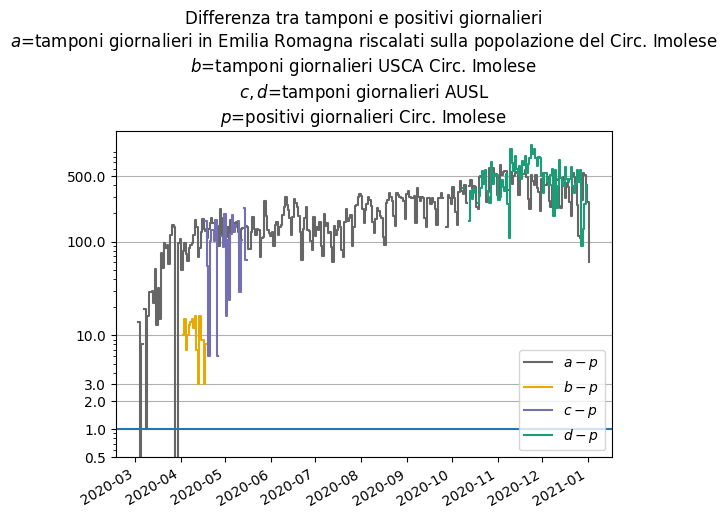 Differenza tra tamponi e positivi giornalieri
a=tamponi giornalieri in Emilia Romagna riscalati sulla popolazione del Circ. Imolese
b=tamponi giornalieri USCA Circ. Imolese
c, d=tamponi giornalieri AUSL
p=positivi giornalieri Circ. Imolese
500.0
100.0
10.0
3.0
2.0
1.0
0.5
a − p
b − p
c − p
d − p
2020-03
2020-04
2020-05
2020-06
2020-07
2020-08
2020-09
2020-10
2020-11
2020-12
2021-01